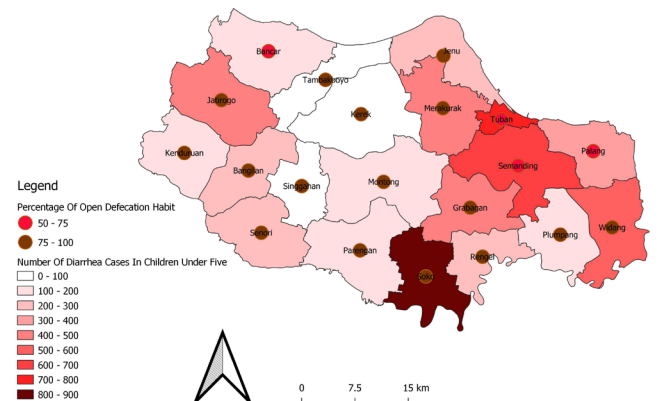 Bancar
Jenu
Tambakboyo
Jatirogo
Merakurak
Kerek
Tuban
Palang
Kenduruan
Semanding
Bangilan
Singgahan
Montong
Grabagan
Widang
Senori
Plumpang
Parengan
Rengel
Soko
Legend
Percentage Of Open Defecation Habit
50 - 75
75 - 100
Number Of Diarrhea Cases In Children Under Five
0 - 100
100 - 200
200 - 300
300 - 400
400 - 500
500 - 600
600 - 700
700 - 800
800 - 900
0 7.5 15 km